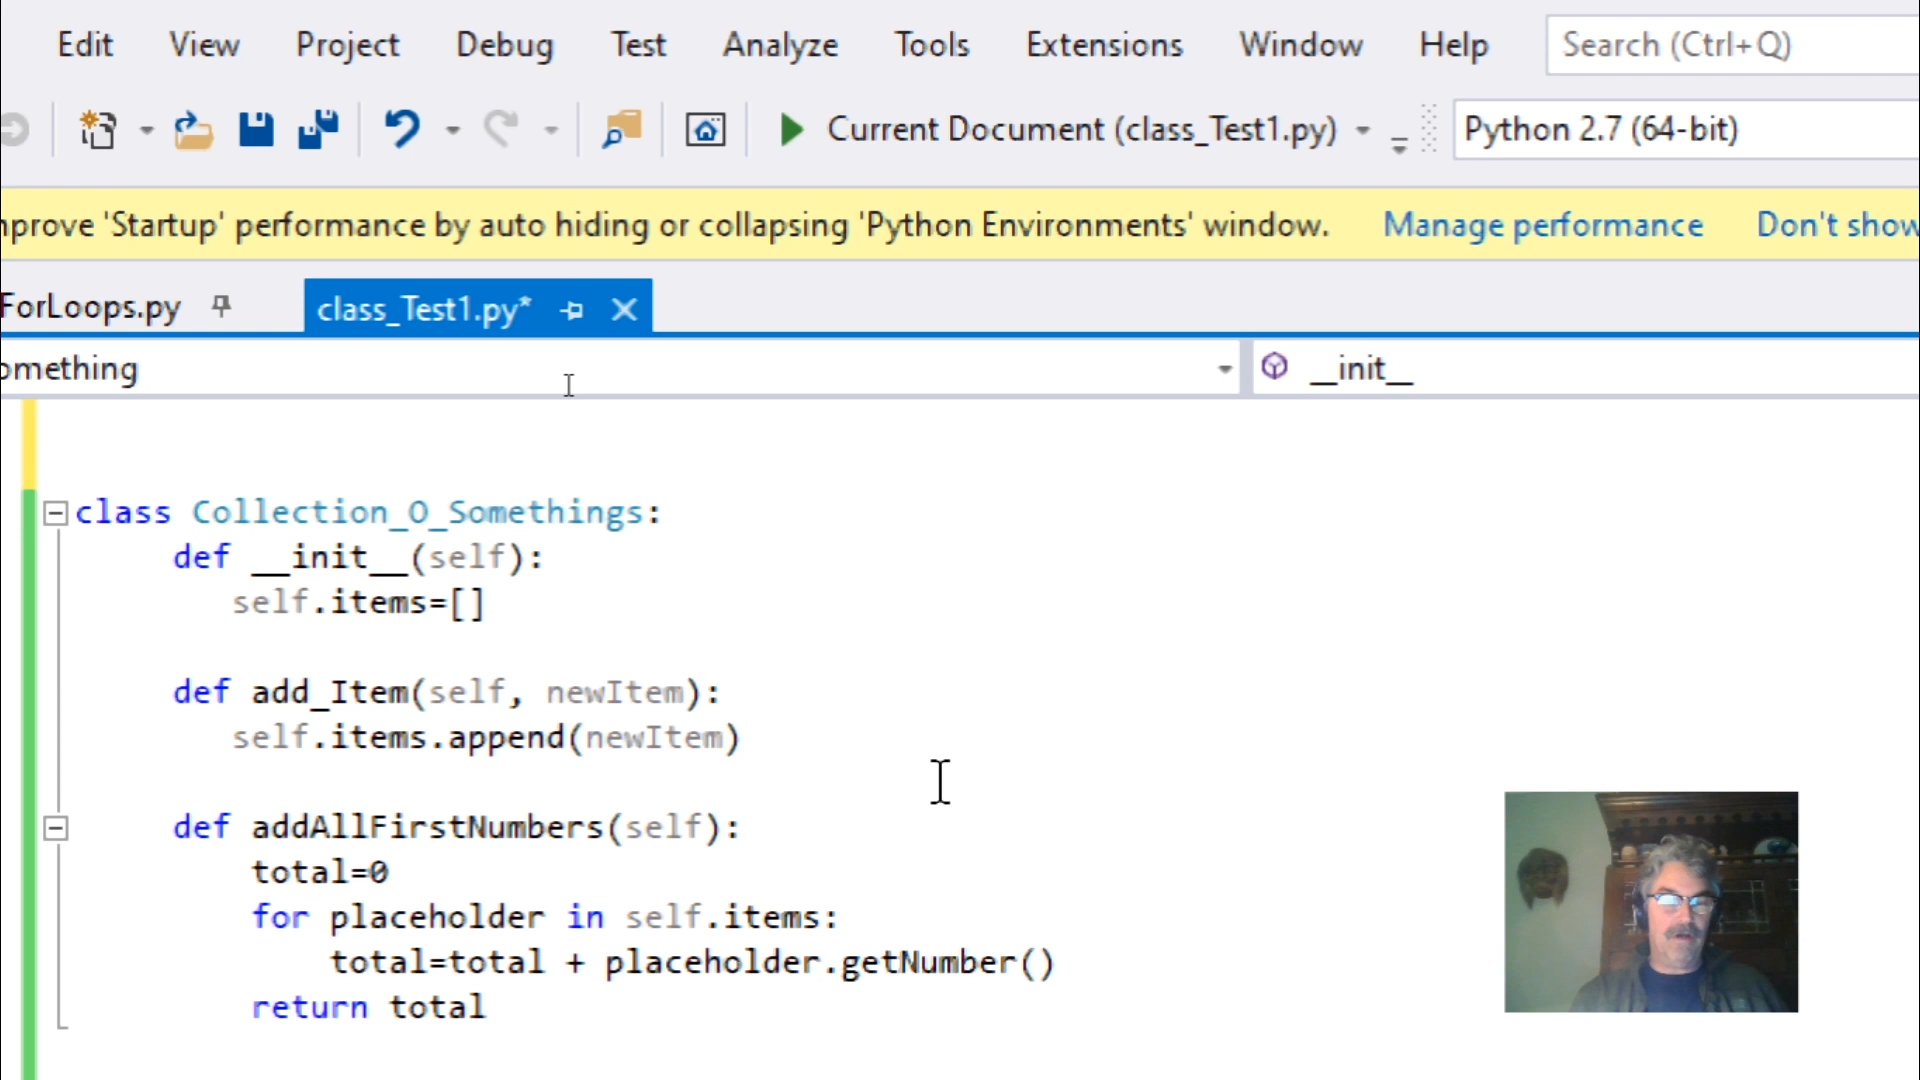 Edit View Project Debug Test Analyze Tools Extensions Window Help Search (Ctrl+Q)
Current Document (class_Test1.py) Python 2.7 (64-bit)
mprove 'Startup' performance by auto hiding or collapsing 'Python Environments' window. Manage performance Don't show
ForLoops.py class_Test1.py*
omething __init__
class Collection_O_Somethings:
def __init__(self):
self.items=[]
def add_Item(self, newItem):
self.items.append(newItem)
def addAllFirstNumbers(self):
total=0
for placeholder in self.items:
total=total + placeholder.getNumber()
return total